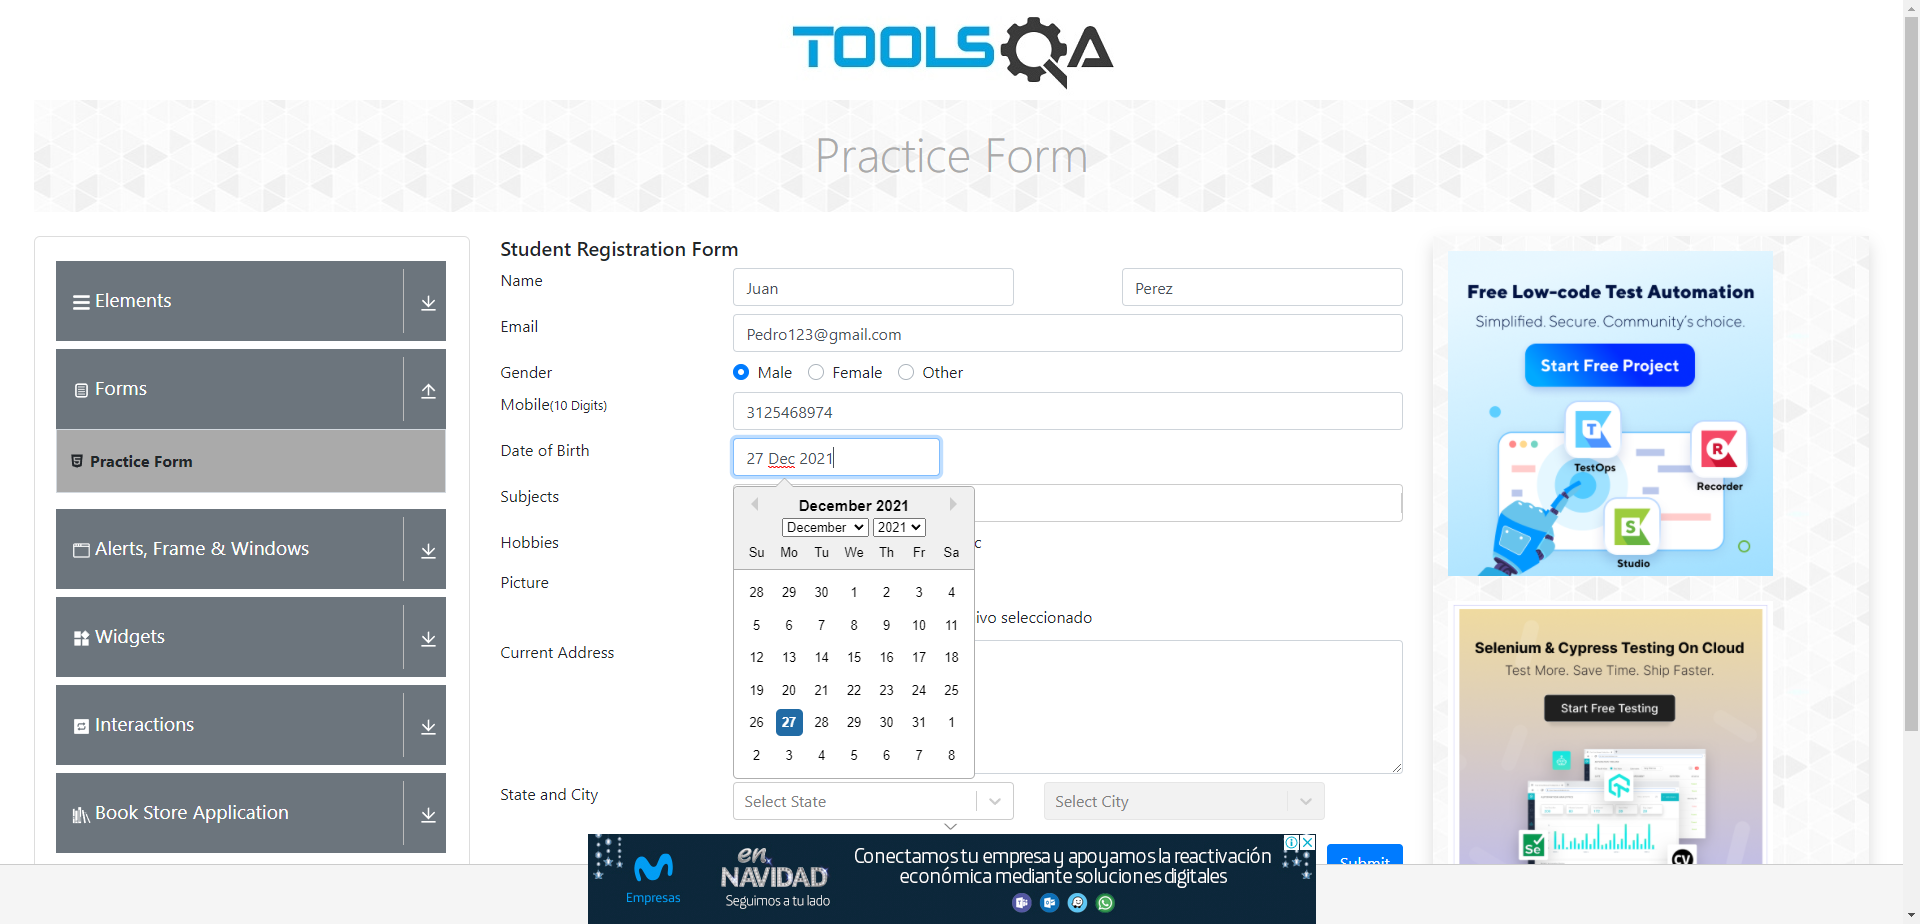 TOOLSQA
Practice Form
Elements
Forms
Practice Form
Alerts, Frame & Windows
Widgets
Interactions
Book Store Application
Student Registration Form
Name
Juan
Perez
Email
Pedro123@gmail.com
Gender
Male
Female
Other
Mobile(10 Digits)
3125468974
Date of Birth
27 Dec 2021
Subjects
December 2021
December
2021
Su Mo Tu We Th Fr Sa
28 29 30 1 2 3 4
5 6 7 8 9 10 11
12 13 14 15 16 17 18
19 20 21 22 23 24 25
26 27 28 29 30 31 1
2 3 4 5 6 7 8
Hobbies
c
Picture
ivo seleccionado
Current Address
State and City
Select State
Select City
Submit
Free Low-code Test Automation
Simplified. Secure. Community's choice.
Start Free Project
TestOps
Recorder
Studio
Selenium & Cypress Testing On Cloud
Test More. Save Time. Ship Faster.
Start Free Testing
Se
CY
Empresas
en
NAVIDAD
Seguimos a tu lado
Conectamos tu empresa y apoyamos la reactivación
económica mediante soluciones digitales